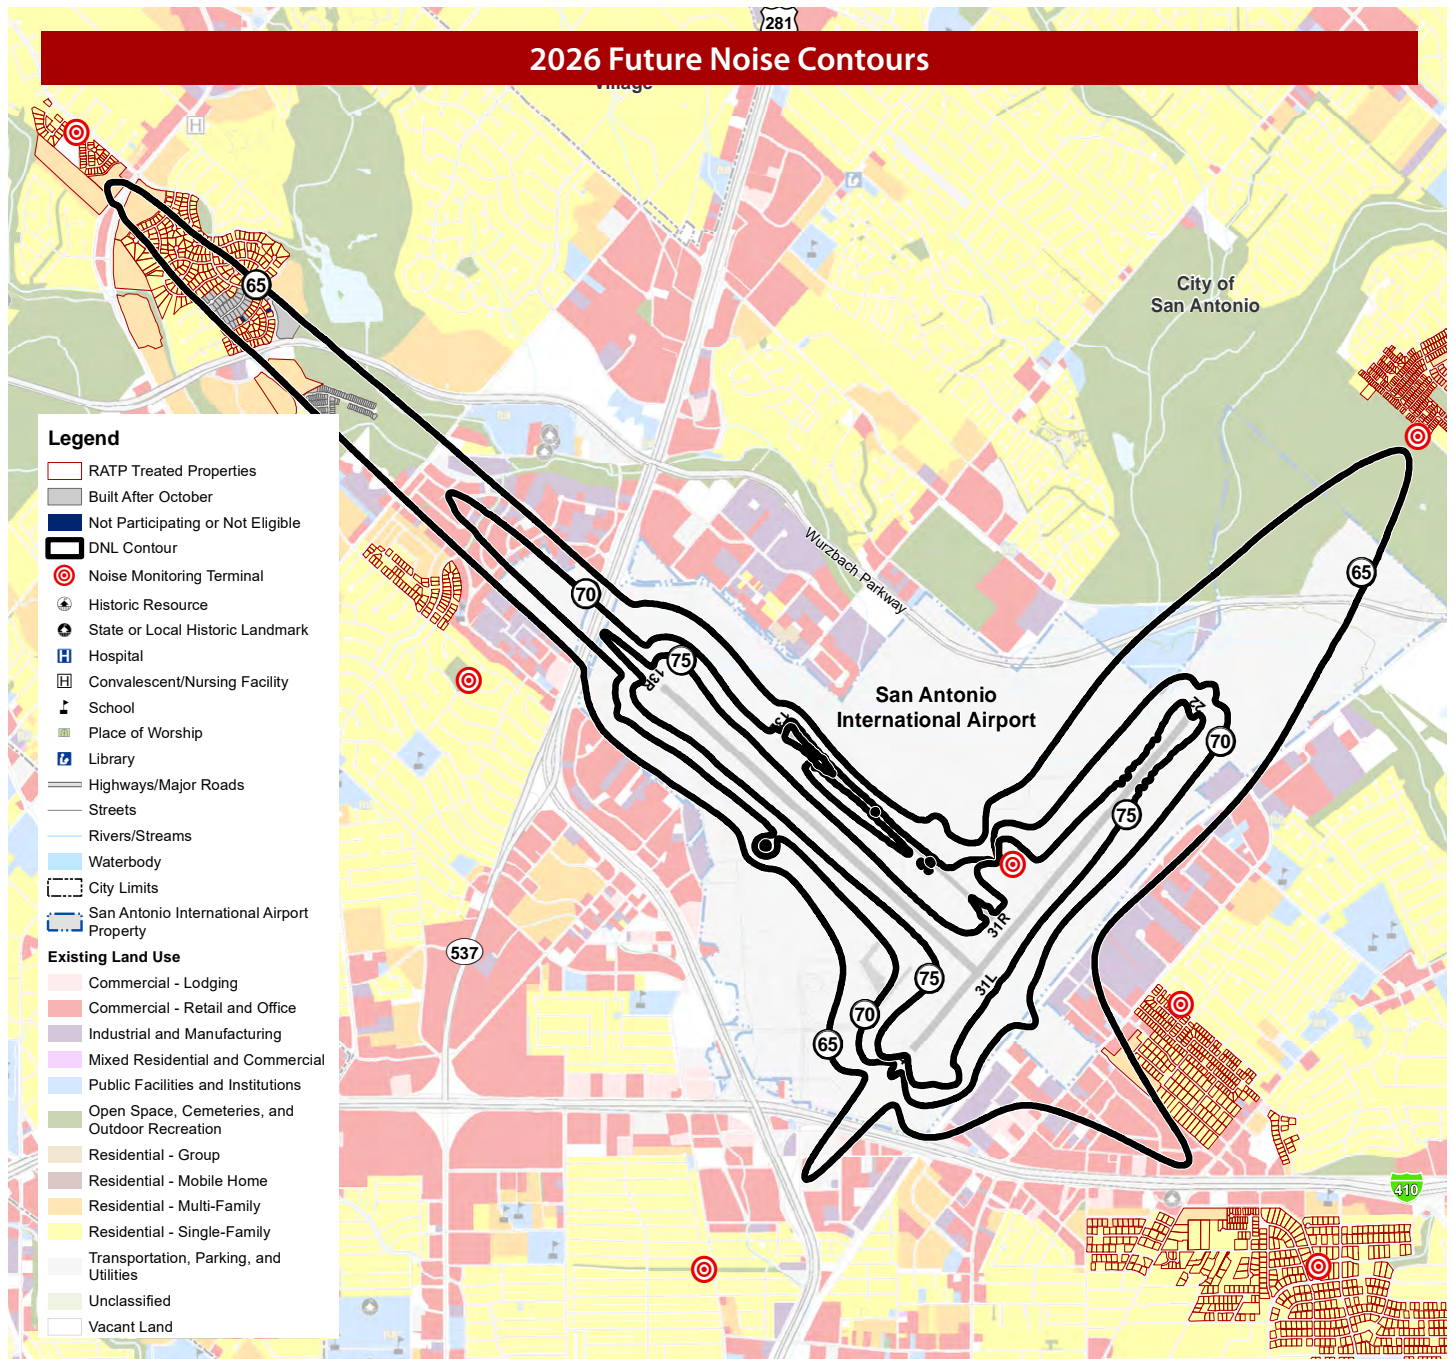 281
2026 Future Noise Contours
Village
H
65
City of
San Antonio
Legend
RATP Treated Properties
Built After October
Not Participating or Not Eligible
DNL Contour
Noise Monitoring Terminal
Historic Resource
State or Local Historic Landmark
H
Hospital
H
Convalescent/Nursing Facility
School
Place of Worship
Library
Highways/Major Roads
Streets
Rivers/Streams
Waterbody
City Limits
San Antonio International Airport
Property
Existing Land Use
Commercial - Lodging
Commercial - Retail and Office
Industrial and Manufacturing
Mixed Residential and Commercial
Public Facilities and Institutions
Open Space, Cemeteries, and
Outdoor Recreation
Residential - Group
Residential - Mobile Home
Residential - Multi-Family
Residential - Single-Family
Transportation, Parking, and
Utilities
Unclassified
Vacant Land
Wurzbach Parkway
65
70
75
13R
San Antonio
International Airport
22
70
75
31R
537
75
31L
70
65
410